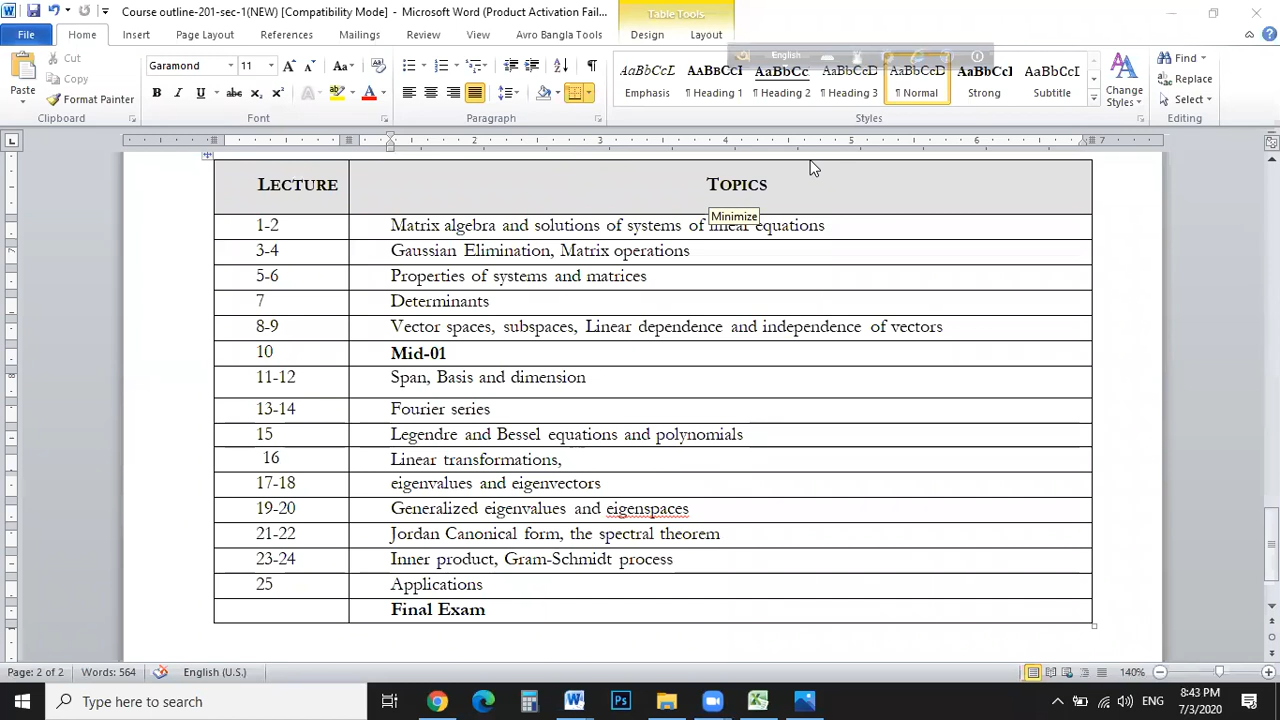 Course outline-201-sec-1(NEW) [Compatibility Mode] - Microsoft Word (Product Activation Fail...
Table Tools
File Home Insert Page Layout References Mailings Review View Avro Bangla Tools Design Layout
English
Paste
Cut
Copy
Format Painter
Clipboard
Garamond 11
Font
Paragraph
AaBbCcL AABBCCI AaBbCc AaBbCcD AaBbCcD AaBbCcl AaBbCcD
Emphasis ¶ Heading 1 ¶ Heading 2 ¶ Heading 3 ¶ Normal Strong Subtitle
Change Styles
Styles
Find
Replace
Select
Editing
2 3 4 5 6 7
LECTURE TOPICS
Minimize
1-2 Matrix algebra and solutions of systems of linear equations
3-4 Gaussian Elimination, Matrix operations
5-6 Properties of systems and matrices
7 Determinants
8-9 Vector spaces, subspaces, Linear dependence and independence of vectors
10 Mid-01
11-12 Span, Basis and dimension
13-14 Fourier series
15 Legendre and Bessel equations and polynomials
16 Linear transformations,
17-18 eigenvalues and eigenvectors
19-20 Generalized eigenvalues and eigenspaces
21-22 Jordan Canonical form, the spectral theorem
23-24 Inner product, Gram-Schmidt process
25 Applications
Final Exam
Page: 2 of 2 Words: 564 English (U.S.) 140%
Type here to search
ENG
8:43 PM
7/3/2020